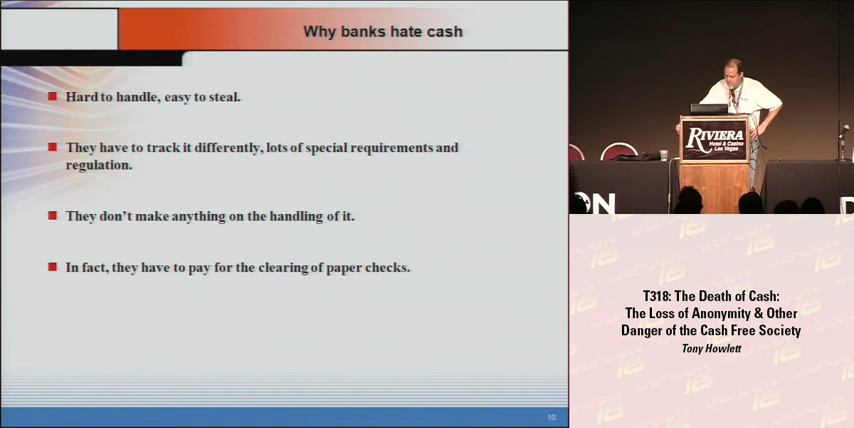 Why banks hate cash
Hard to handle, easy to steal.
They have to track it differently, lots of special requirements and
regulation.
They don't make anything on the handling of it.
In fact, they have to pay for the clearing of paper checks.
10
RIVIERA
Hotel & Casino
Las Vegas
ON
D
T318: The Death of Cash:
The Loss of Anonymity & Other
Danger of the Cash Free Society
Tony Howlett